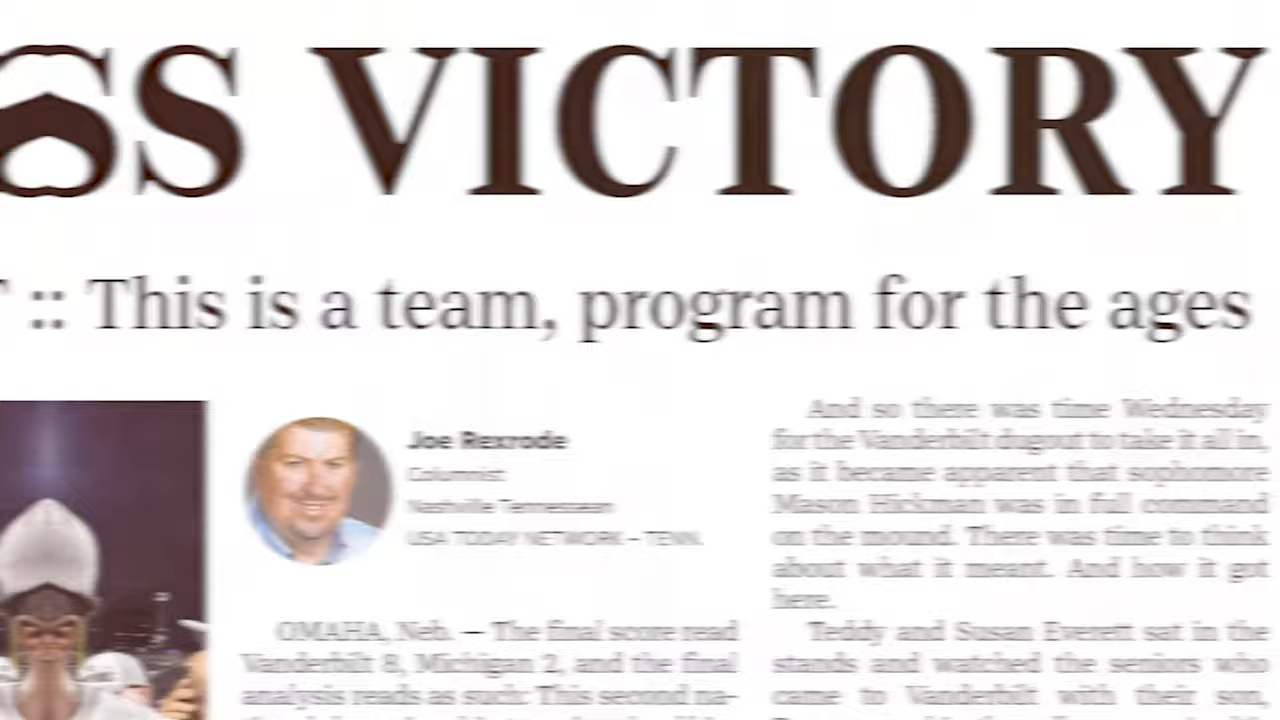 S VICTORY
:: This is a team, program for the ages
Joe Rexrode
Columnist
Nashville Tennessean
USA TODAY NETWORK – TENN.
OMAHA, Neb. — The final score read
Vanderbilt 8, Michigan 2, and the final
analysis reads as such: This second na-
And so there was time Wednesday
for the Vanderbilt dugout to take it all in,
as it became apparent that sophomore
Mason Hickman was in full command
on the mound. There was time to think
about what it meant. And how it got
here.
Teddy and Susan Everett sat in the
stands and watched the seniors who
came to Vanderbilt with their son,